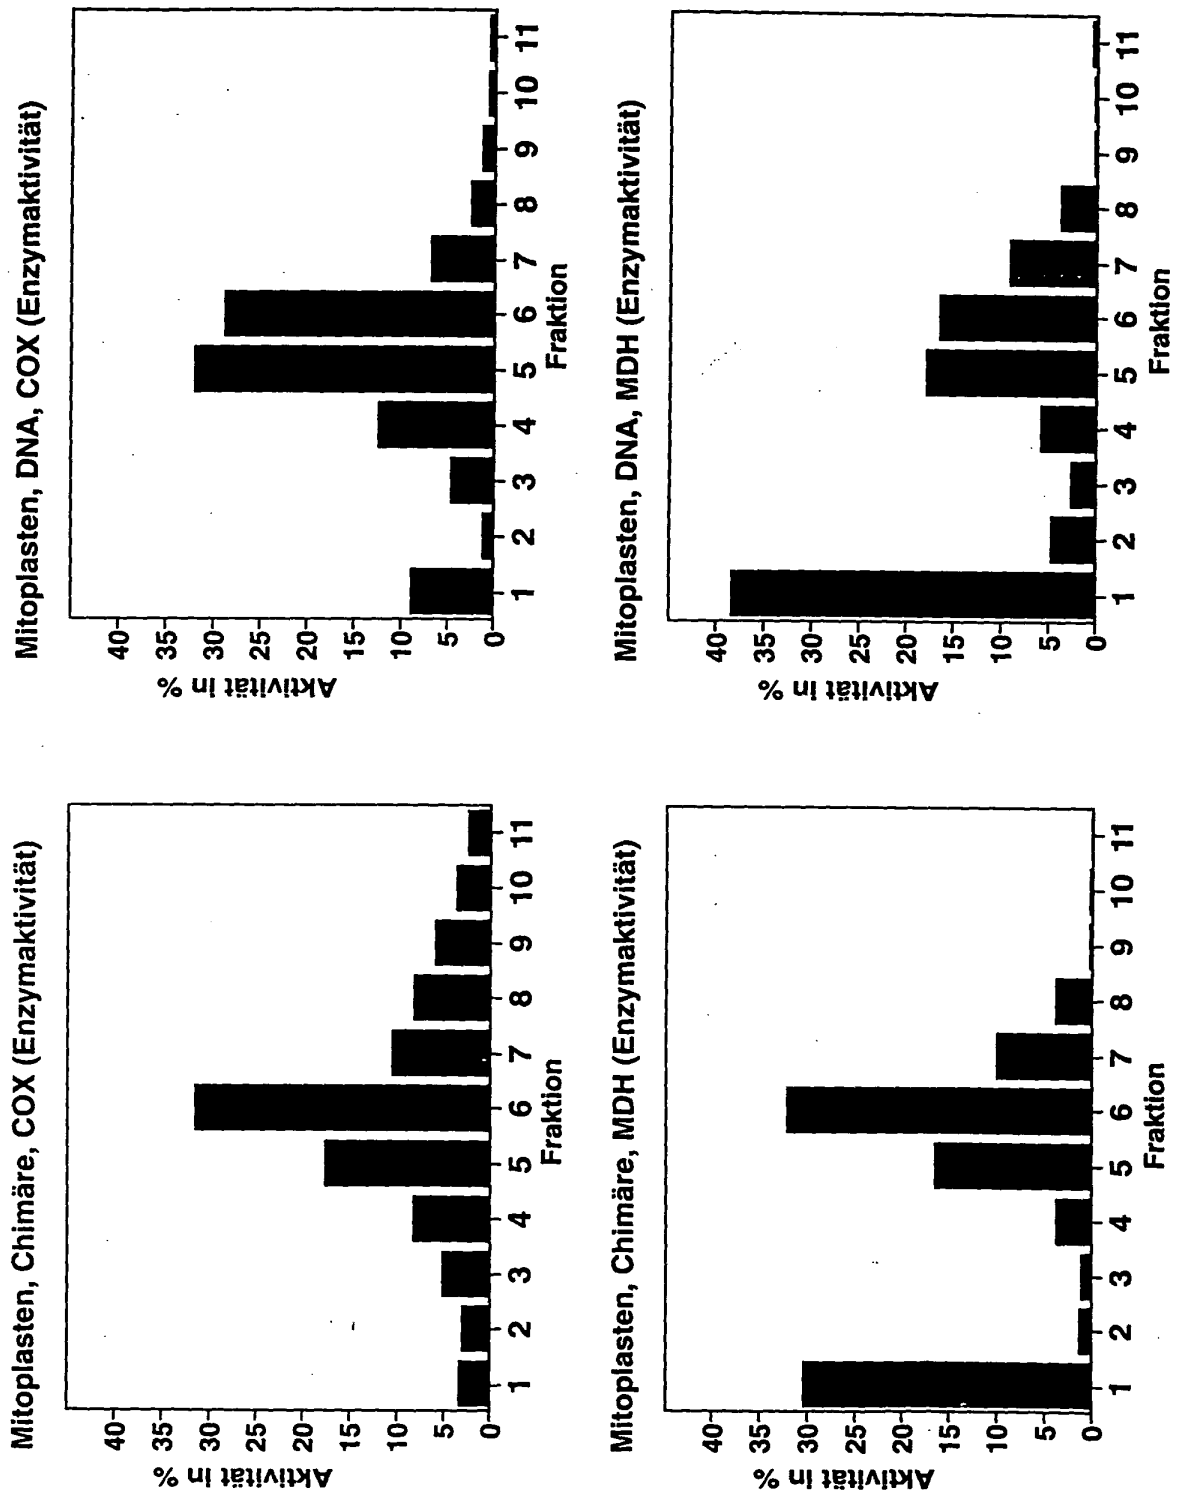 Mitoplasten, Chimäre, COX (Enzymaktivität)
Aktivität in %
40
35
30
25
20
15
10
5
0
1 2 3 4 5 6 7 8 9 10 11
Fraktion
Mitoplasten, DNA, COX (Enzymaktivität)
Aktivität in %
40
35
30
25
20
15
10
5
0
1 2 3 4 5 6 7 8 9 10 11
Fraktion
Mitoplasten, Chimäre, MDH (Enzymaktivität)
Aktivität in %
40
35
30
25
20
15
10
5
0
1 2 3 4 5 6 7 8 9 10 11
Fraktion
Mitoplasten, DNA, MDH (Enzymaktivität)
Aktivität in %
40
35
30
25
20
15
10
5
0
1 2 3 4 5 6 7 8 9 10 11
Fraktion